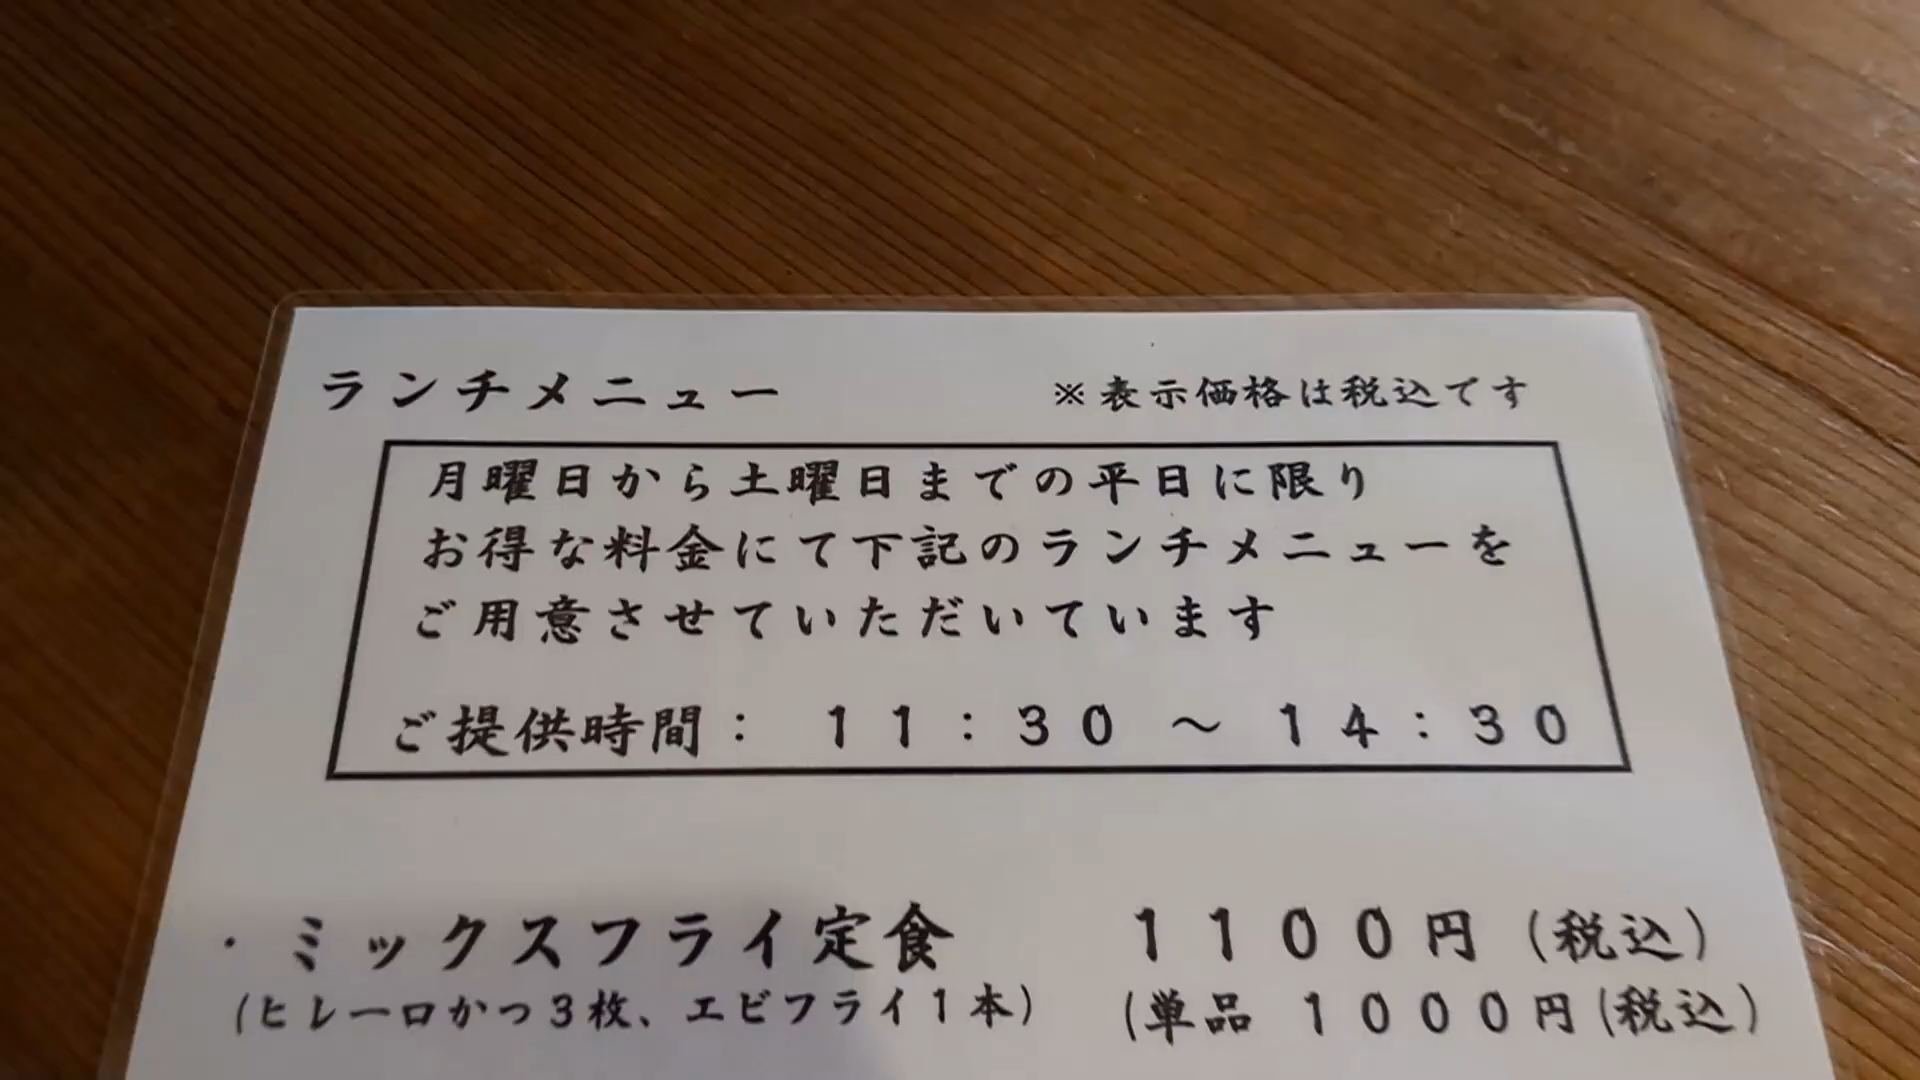 ランチメニュー ※表示価格は税込です
月曜日から土曜日までの平日に限り
お得な料金にて下記のランチメニューを
ご用意させていただいています
ご提供時間： １１：３０ ～ １４：３０
・ミックスフライ定食 １１００円（税込）
（ヒレ一口かつ３枚、エビフライ１本） （単品 １０００円（税込）